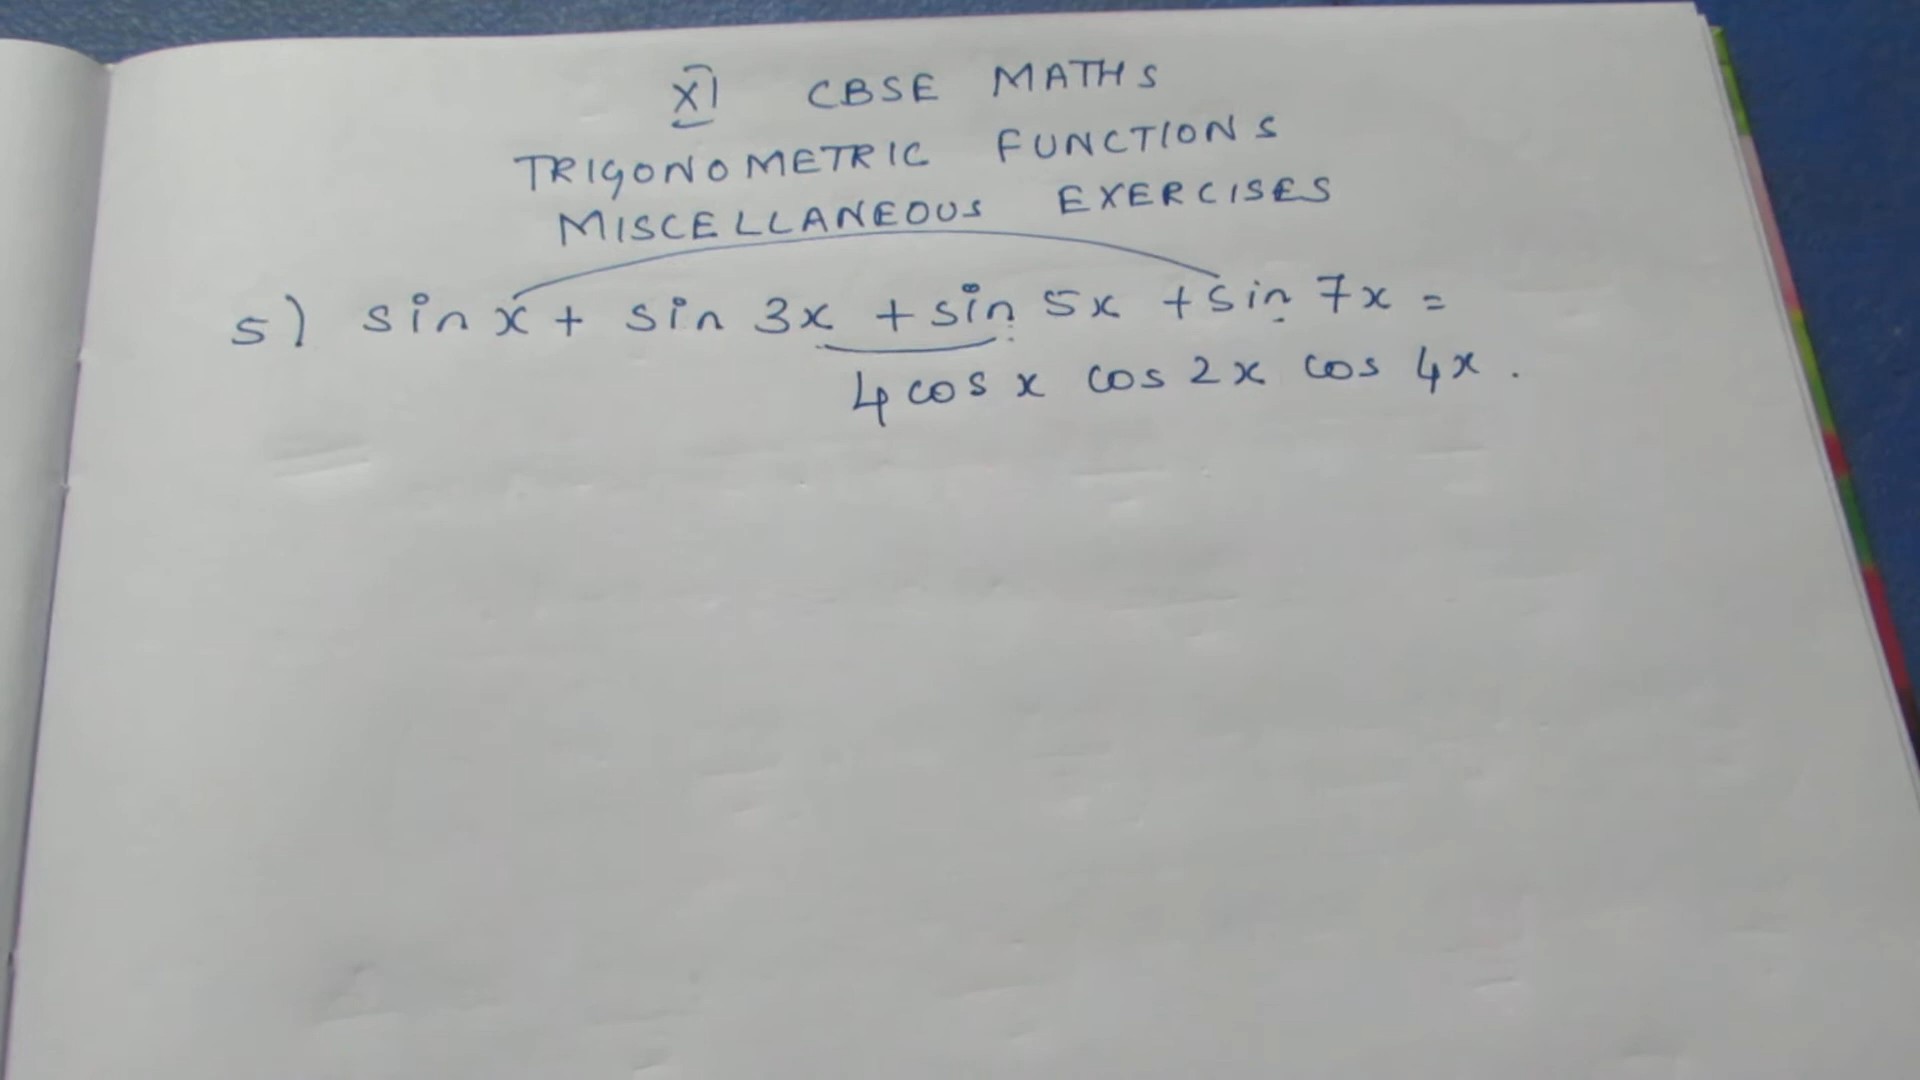 XI CBSE MATHS
TRIGONOMETRIC FUNCTIONS
MISCELLANEOUS EXERCISES
5) sin x + sin 3x + sin 5x + sin 7x =
4 cos x cos 2x cos 4x .